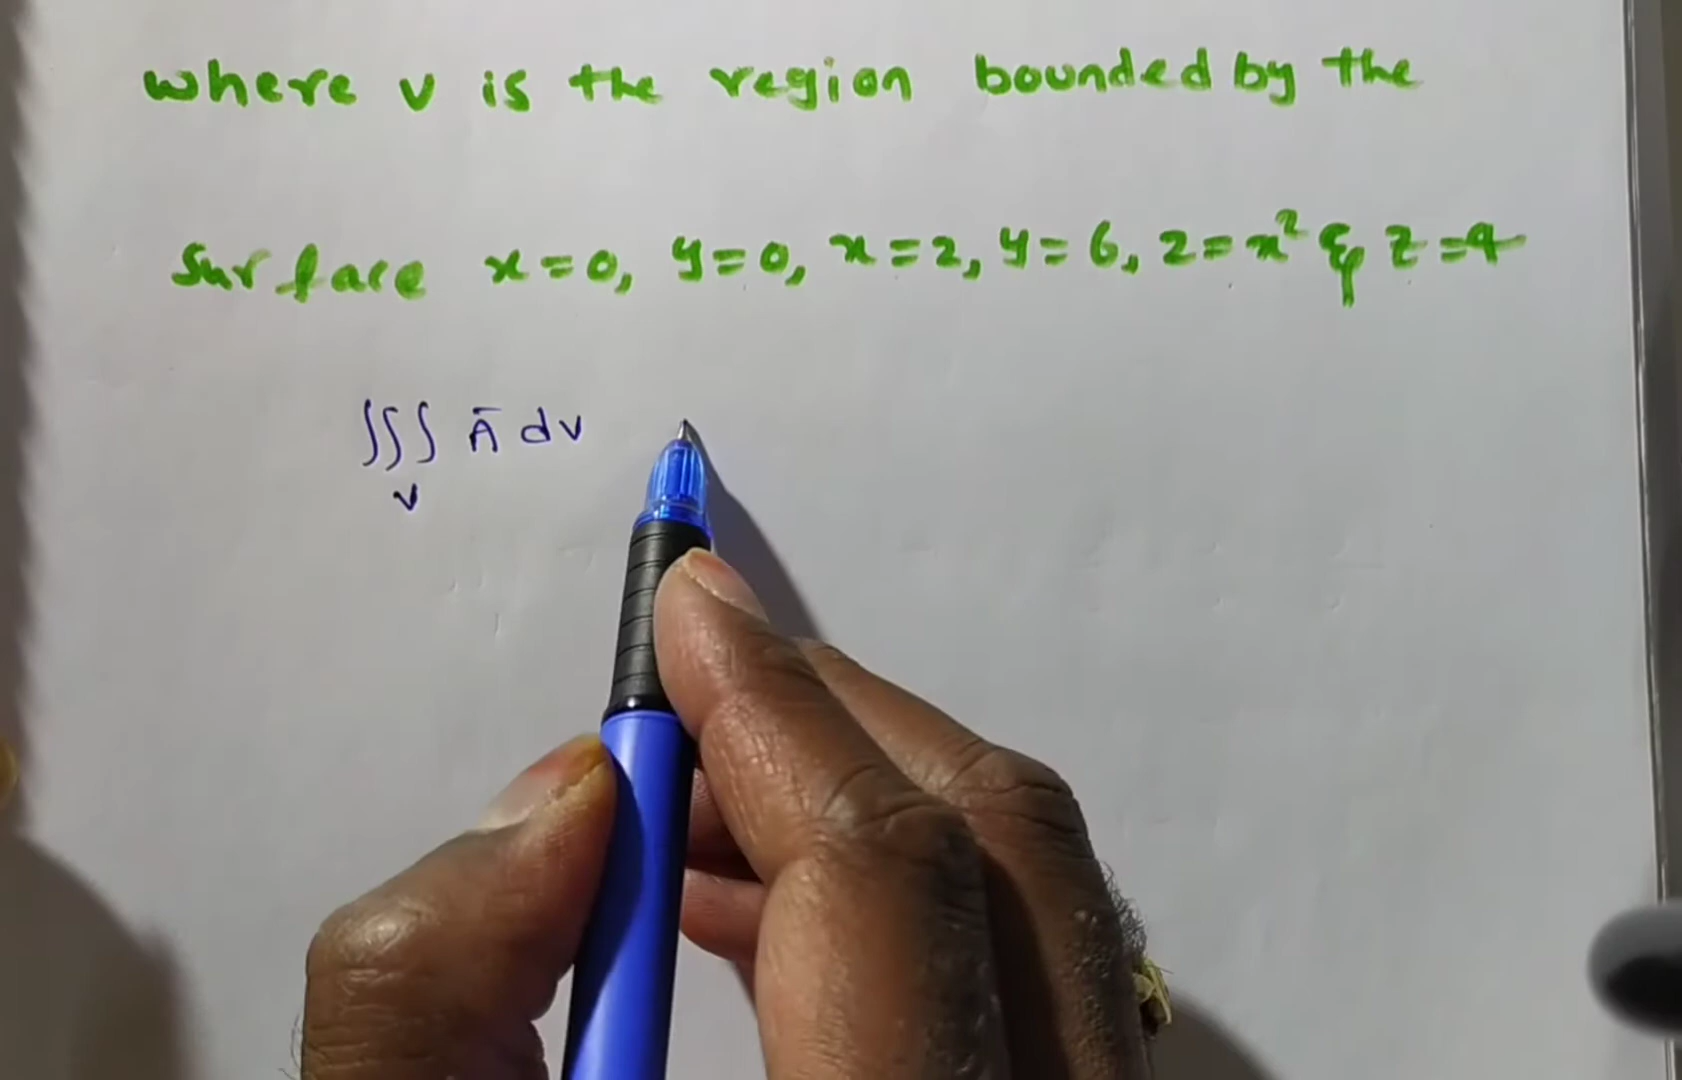 where v is the region bounded by the
surface x=0, y=0, x=2, y=6, z=x² & z=4
∫∫∫ Ā dv
v